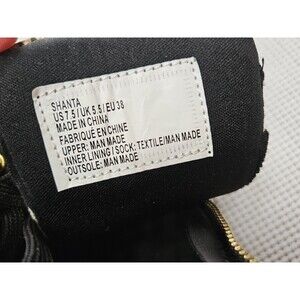 SHANTA
US 7.5 / UK 5.5 / EU 38
MADE IN CHINA
FABRIQUÉ EN CHINE
UPPER: MAN MADE
INNER LINING / SOCK: TEXTILE/MAN MADE
OUTSOLE: MAN MADE